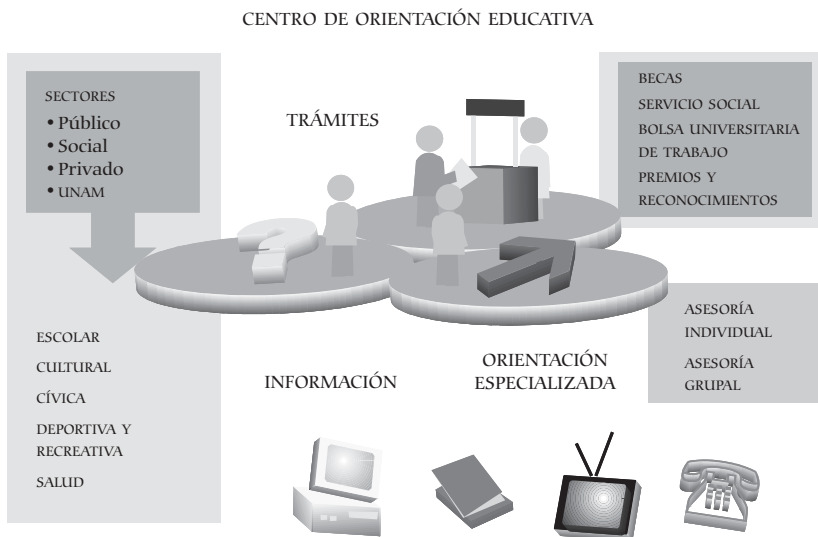 CENTRO DE ORIENTACIÓN EDUCATIVA
SECTORES
• Público
• Social
• Privado
• UNAM
ESCOLAR
CULTURAL
CÍVICA
DEPORTIVA Y
RECREATIVA
SALUD
TRÁMITES
INFORMACIÓN
ORIENTACIÓN
ESPECIALIZADA
BECAS
SERVICIO SOCIAL
BOLSA UNIVERSITARIA
DE TRABAJO
PREMIOS Y
RECONOCIMIENTOS
ASESORÍA
INDIVIDUAL
ASESORÍA
GRUPAL